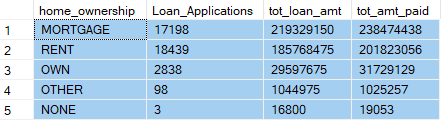 home_ownership Loan_Applications tot_loan_amt tot_amt_paid
1 MORTGAGE 17198 219329150 238474438
2 RENT 18439 185768475 201823056
3 OWN 2838 29597675 31729129
4 OTHER 98 1044975 1025257
5 NONE 3 16800 19053